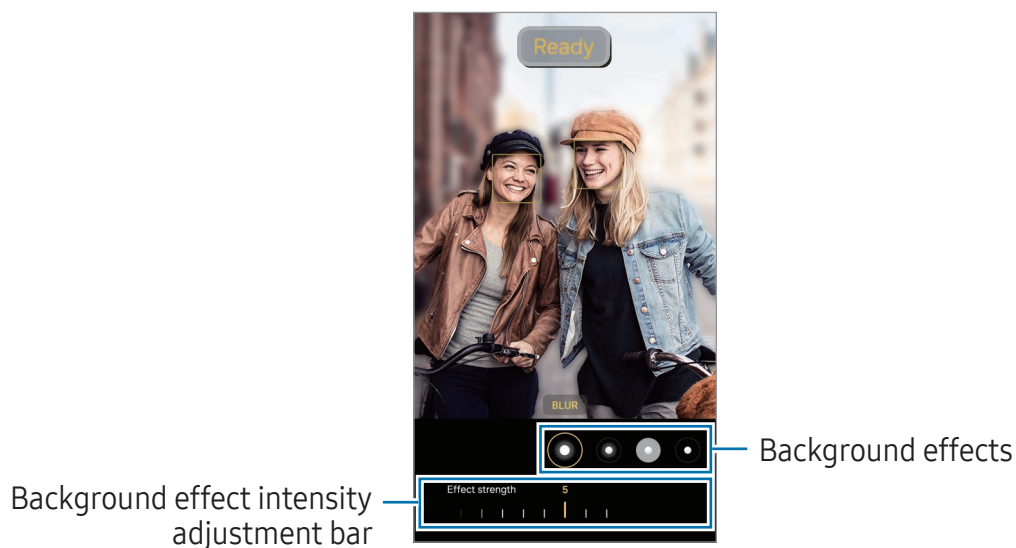 Ready
BLUR
Background effects
Effect strength 5
Background effect intensity
adjustment bar